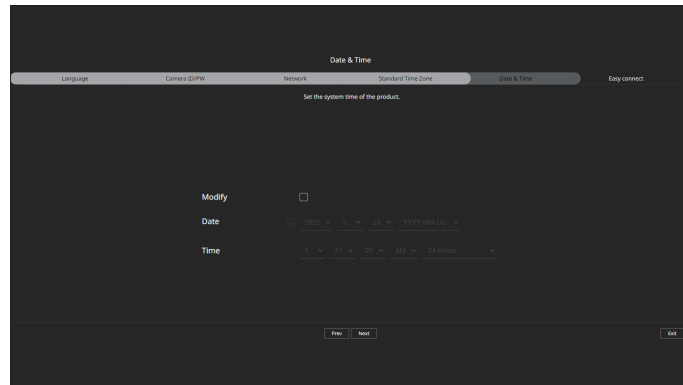 Date & Time
Language Camera ID/PW Network Standard Time Zone Date & Time Easy connect
Set the system time of the product.
Modify
Date 2022 23 YYYY-MM-DD
Time AM 24 Hours
Prev Next Exit